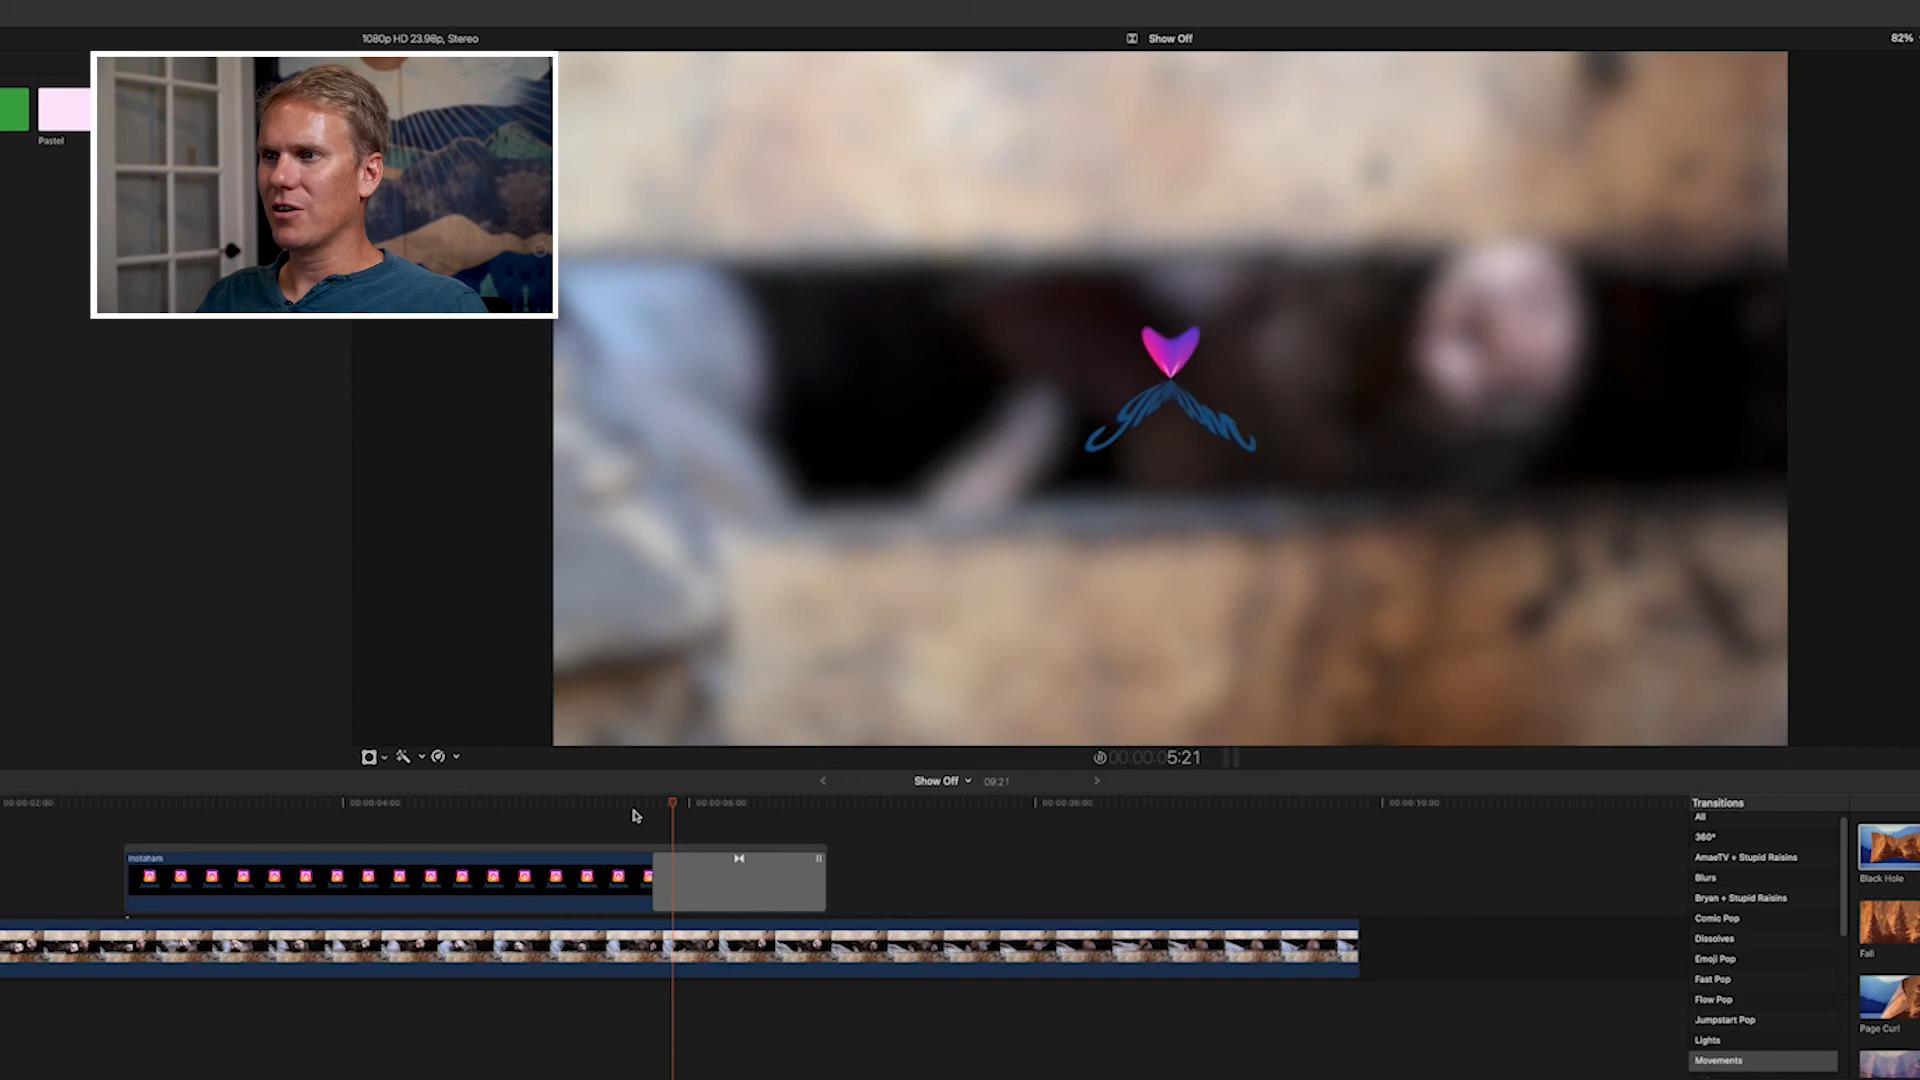 1080p HD 23.98p, Stereo
Show Off
82%
Pastel
00:00:05:21
Show Off
09:21
00:00:02:00
00:00:04:00
00:00:06:00
00:00:08:00
00:00:10:00
Instaham
Transitions
All
360°
AmaeTV + Stupid Raisins
Blurs
Bryan + Stupid Raisins
Comic Pop
Dissolves
Emoji Pop
Fast Pop
Flow Pop
Jumpstart Pop
Lights
Movements
Black Hole
Fall
Page Curl